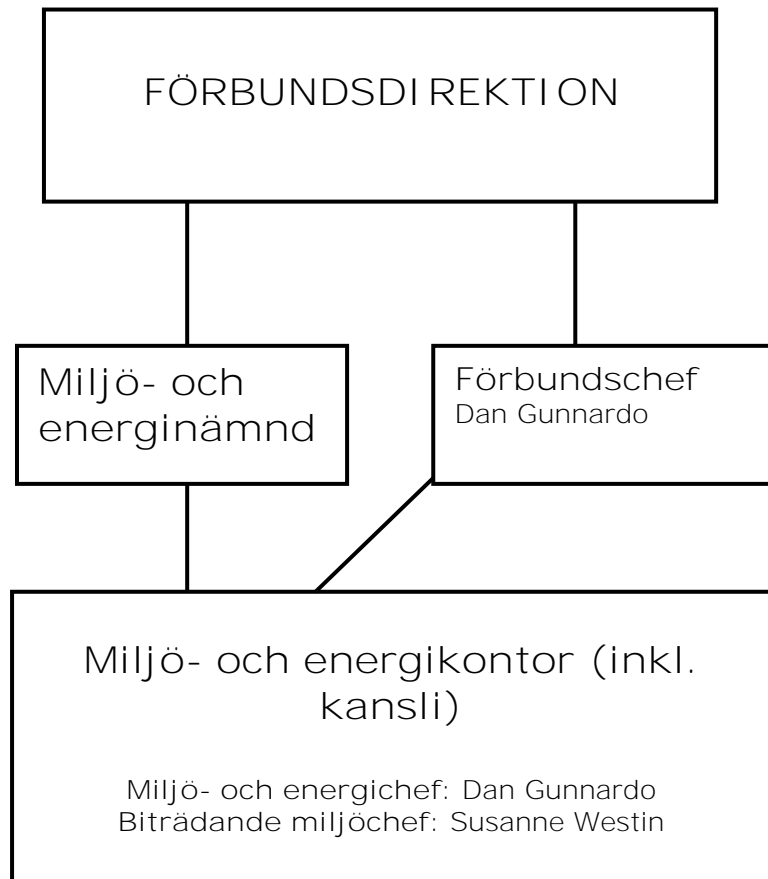 FÖRBUNDSDIREKTION
Miljö- och
energinämnd
Förbundschef
Dan Gunnardo
Miljö- och energikontor (inkl.
kansli)
Miljö- och energichef: Dan Gunnardo
Biträdande miljöchef: Susanne Westin